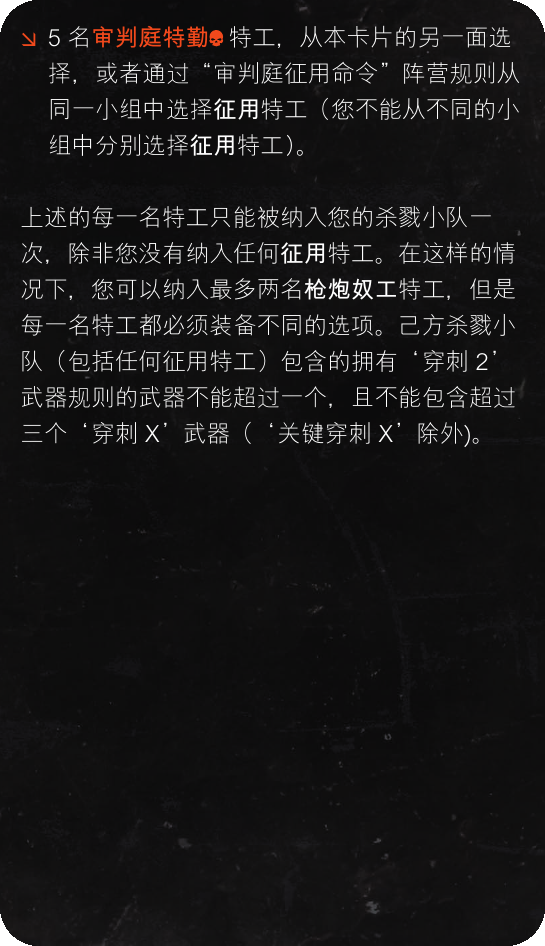 ↘ 5 名审判庭特勤💀特工，从本卡片的另一面选
择，或者通过“审判庭征用命令”阵营规则从
同一小组中选择征用特工（您不能从不同的小
组中分别选择征用特工）。
上述的每一名特工只能被纳入您的杀戮小队一
次，除非您没有纳入任何征用特工。在这样的情
况下，您可以纳入最多两名枪炮奴工特工，但是
每一名特工都必须装备不同的选项。己方杀戮小
队（包括任何征用特工）包含的拥有‘穿刺 2’
武器规则的武器不能超过一个，且不能包含超过
三个‘穿刺 X’武器（‘关键穿刺 X’除外)。